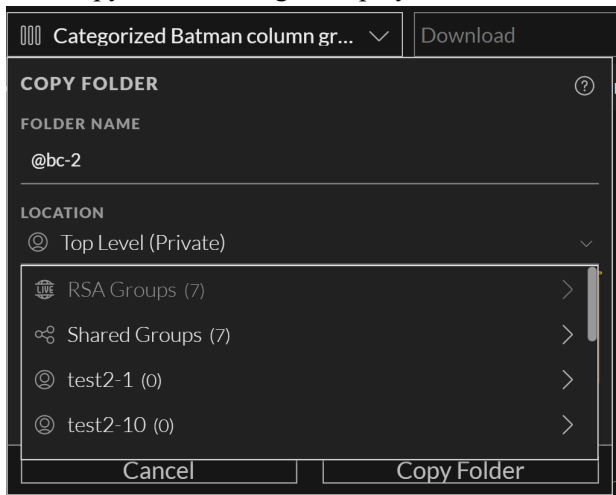 Categorized Batman column gr... Download
COPY FOLDER
FOLDER NAME
@bc-2
LOCATION
Top Level (Private)
LIVE RSA Groups (7)
Shared Groups (7)
test2-1 (0)
test2-10 (0)
Cancel Copy Folder